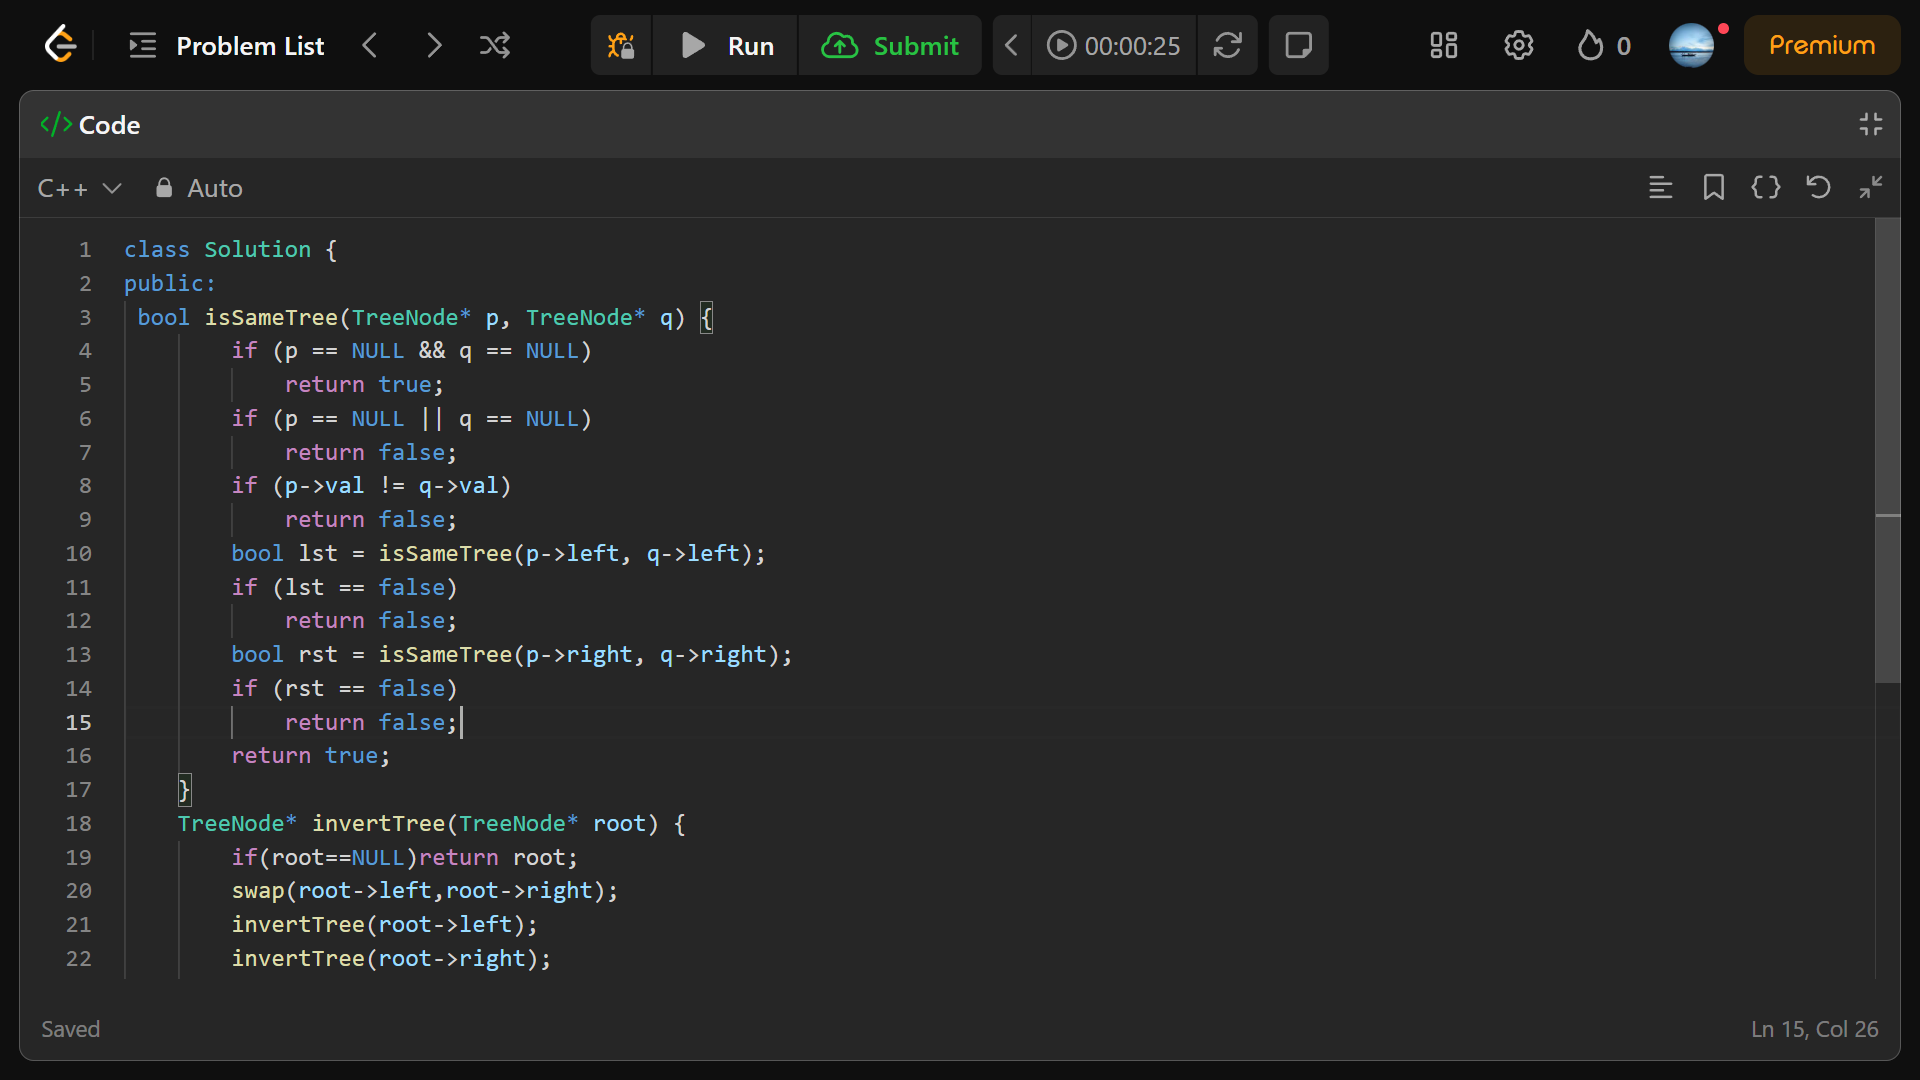 Problem List
Run
Submit
00:00:25
0
Premium
</> Code
C++
Auto
1 class Solution {
2 public:
3 bool isSameTree(TreeNode* p, TreeNode* q) {
4 if (p == NULL && q == NULL)
5 return true;
6 if (p == NULL || q == NULL)
7 return false;
8 if (p->val != q->val)
9 return false;
10 bool lst = isSameTree(p->left, q->left);
11 if (lst == false)
12 return false;
13 bool rst = isSameTree(p->right, q->right);
14 if (rst == false)
15 return false;
16 return true;
17 }
18 TreeNode* invertTree(TreeNode* root) {
19 if(root==NULL)return root;
20 swap(root->left,root->right);
21 invertTree(root->left);
22 invertTree(root->right);
Saved
Ln 15, Col 26